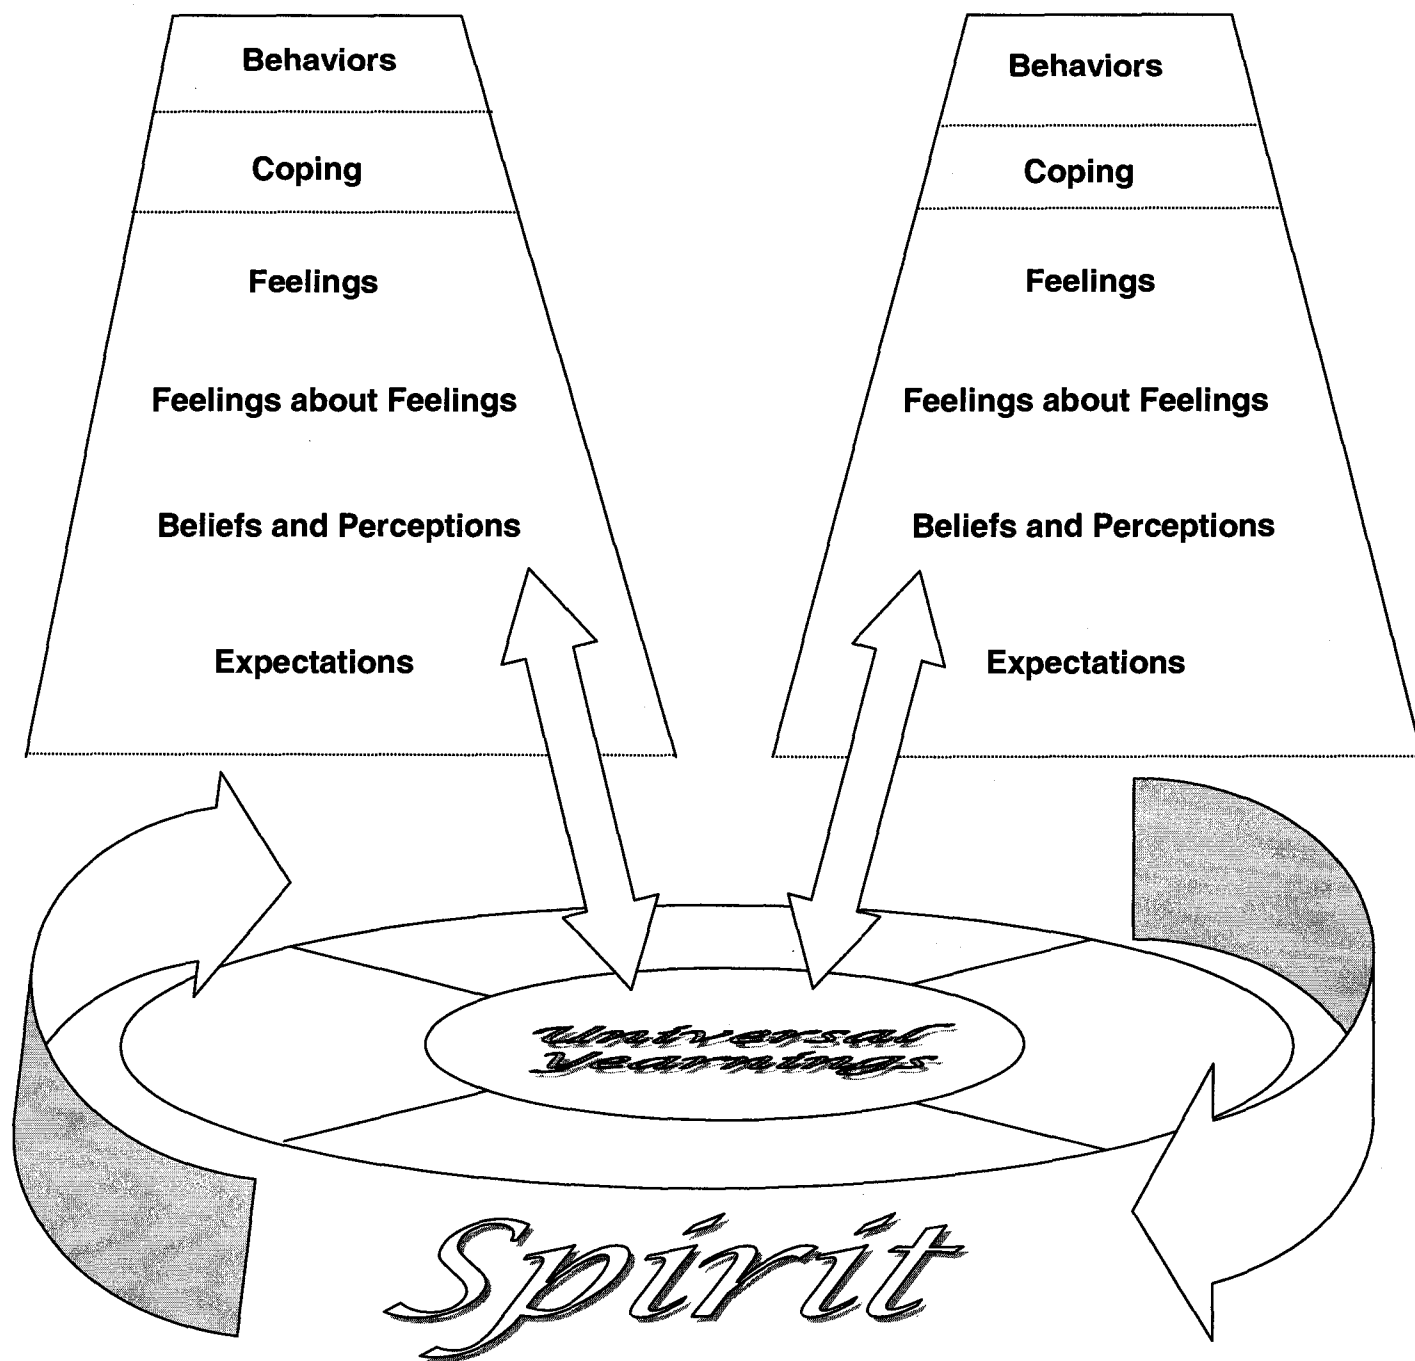 Behaviors
Coping
Feelings
Feelings about Feelings
Beliefs and Perceptions
Expectations
Behaviors
Coping
Feelings
Feelings about Feelings
Beliefs and Perceptions
Expectations
Universal
Yearnings
Spirit